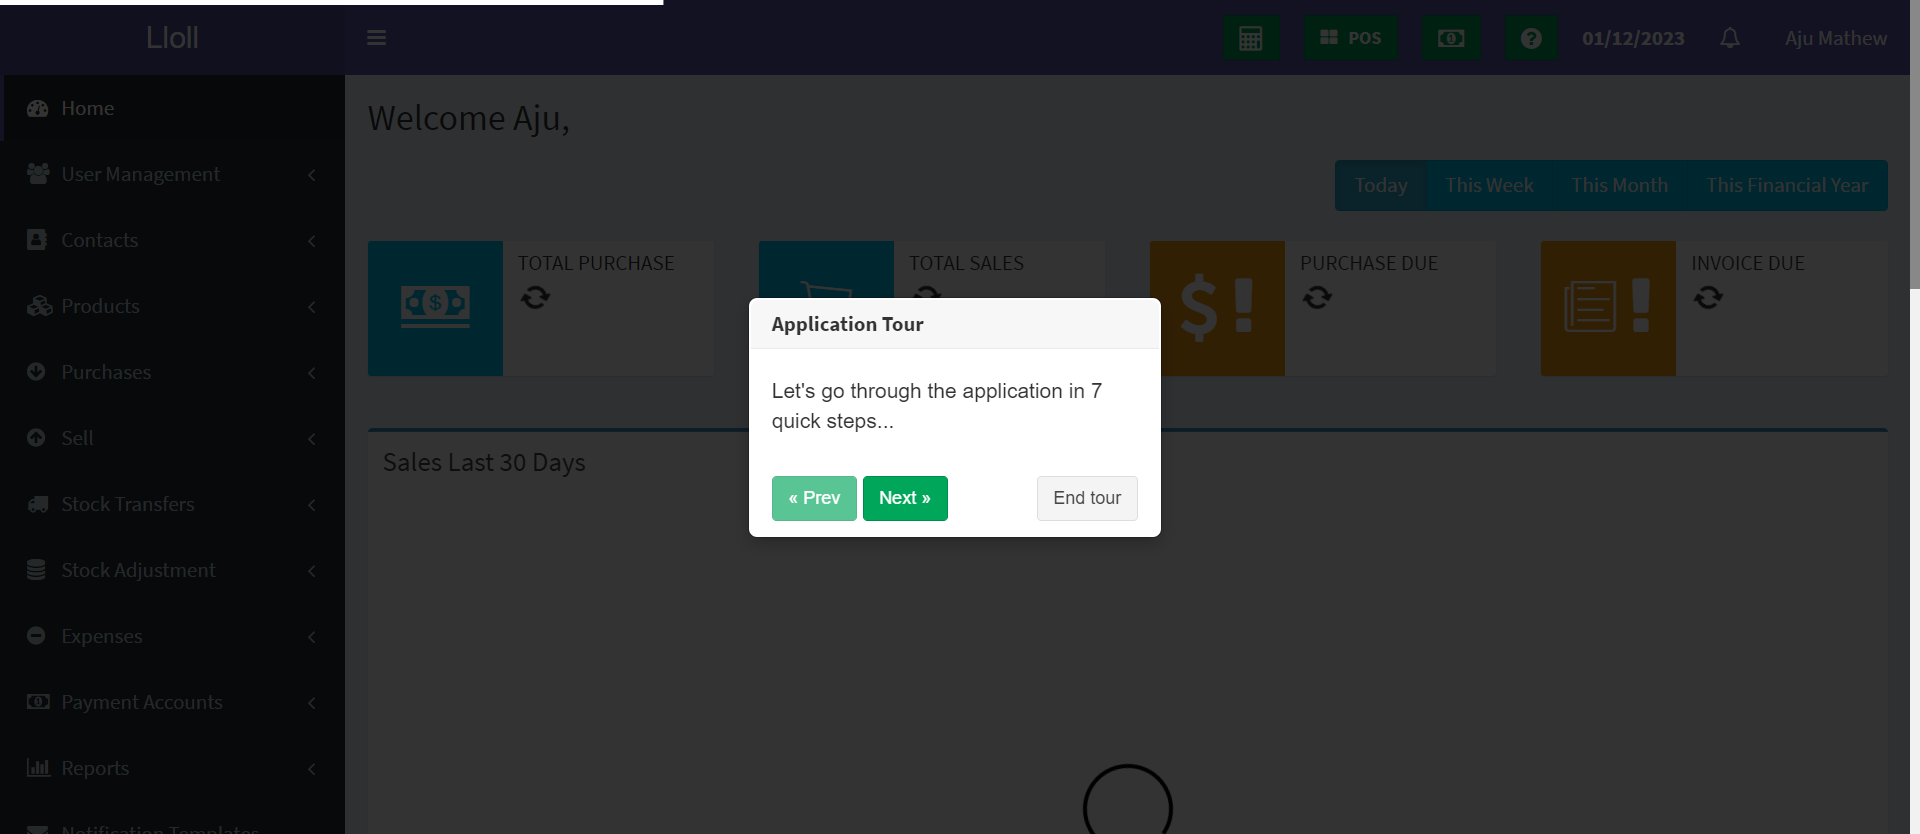 Lloll
POS
01/12/2023
Aju Mathew
Home
Welcome Aju,
User Management
Today
This Week
This Month
This Financial Year
Contacts
TOTAL PURCHASE
TOTAL SALES
PURCHASE DUE
INVOICE DUE
Products
Application Tour
Purchases
Let's go through the application in 7
quick steps...
Sell
Sales Last 30 Days
« Prev
Next »
End tour
Stock Transfers
Stock Adjustment
Expenses
Payment Accounts
Reports
Notification Templates